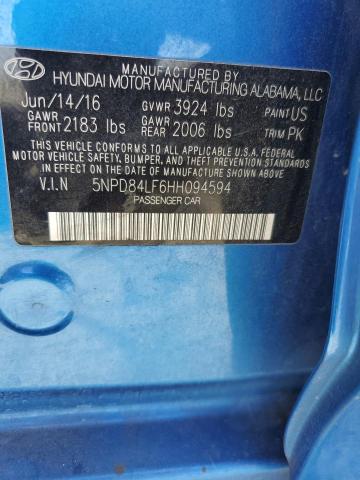 MANUFACTURED BY
HYUNDAI MOTOR MANUFACTURING ALABAMA, LLC
Jun/14/16 GVWR 3924 lbs PAINT US
GAWR FRONT 2183 lbs GAWR REAR 2006 lbs TRIM PK
THIS VEHICLE CONFORMS TO ALL APPLICABLE
U.S. FEDERAL MOTOR VEHICLE
SAFETY, BUMPER, AND THEFT PREVENTION
STANDARDS IN EFFECT ON
THE DATE OF MANUFACTURE SHOWN ABOVE.
V.I.N 5NPD84LF6HH094594
PASSENGER CAR